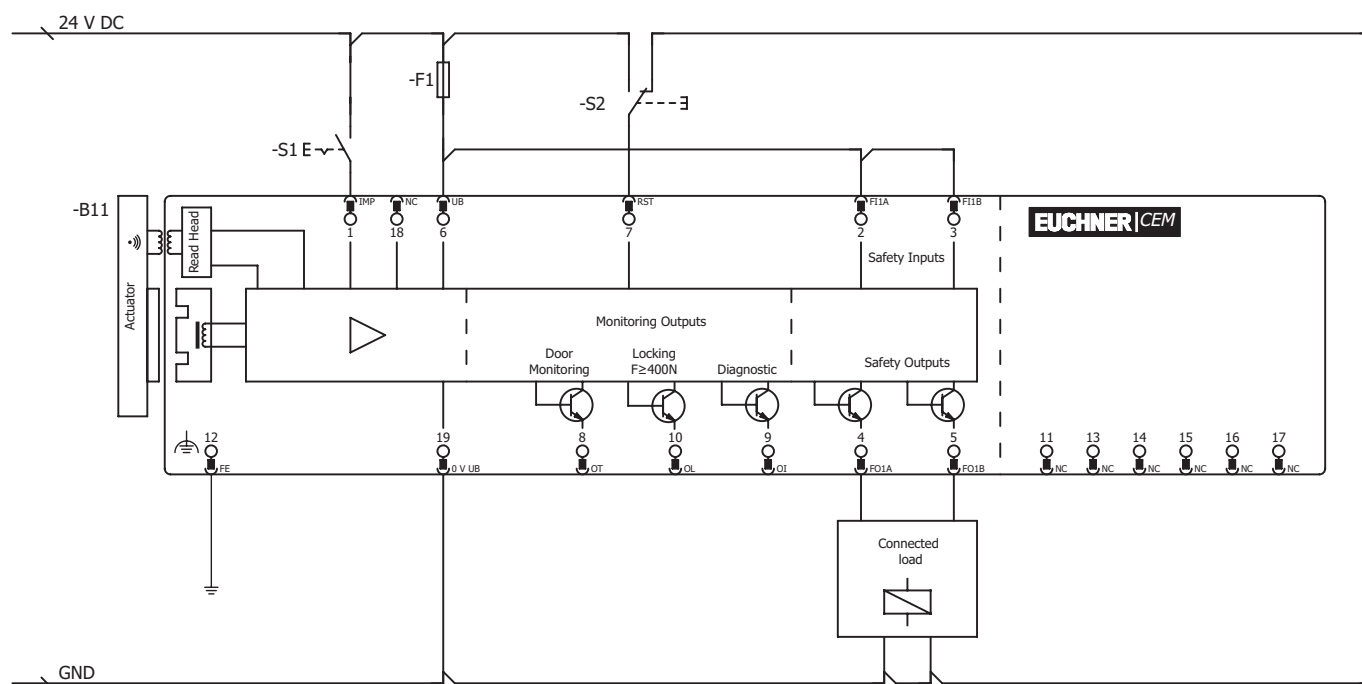 24 V DC
-F1
-S2
-S1
-B11
IMP
NC
UB
RST
FI1A
FI1B
1
18
6
7
2
3
EUCHNER|CEM
Read Head
Safety Inputs
Actuator
Monitoring Outputs
Door
Monitoring
Locking
F≥400N
Diagnostic
Safety Outputs
12
19
8
10
9
4
5
11
13
14
15
16
17
FE
0 V UB
OT
OL
OI
FO1A
FO1B
NC
NC
NC
NC
NC
NC
Connected
load
GND